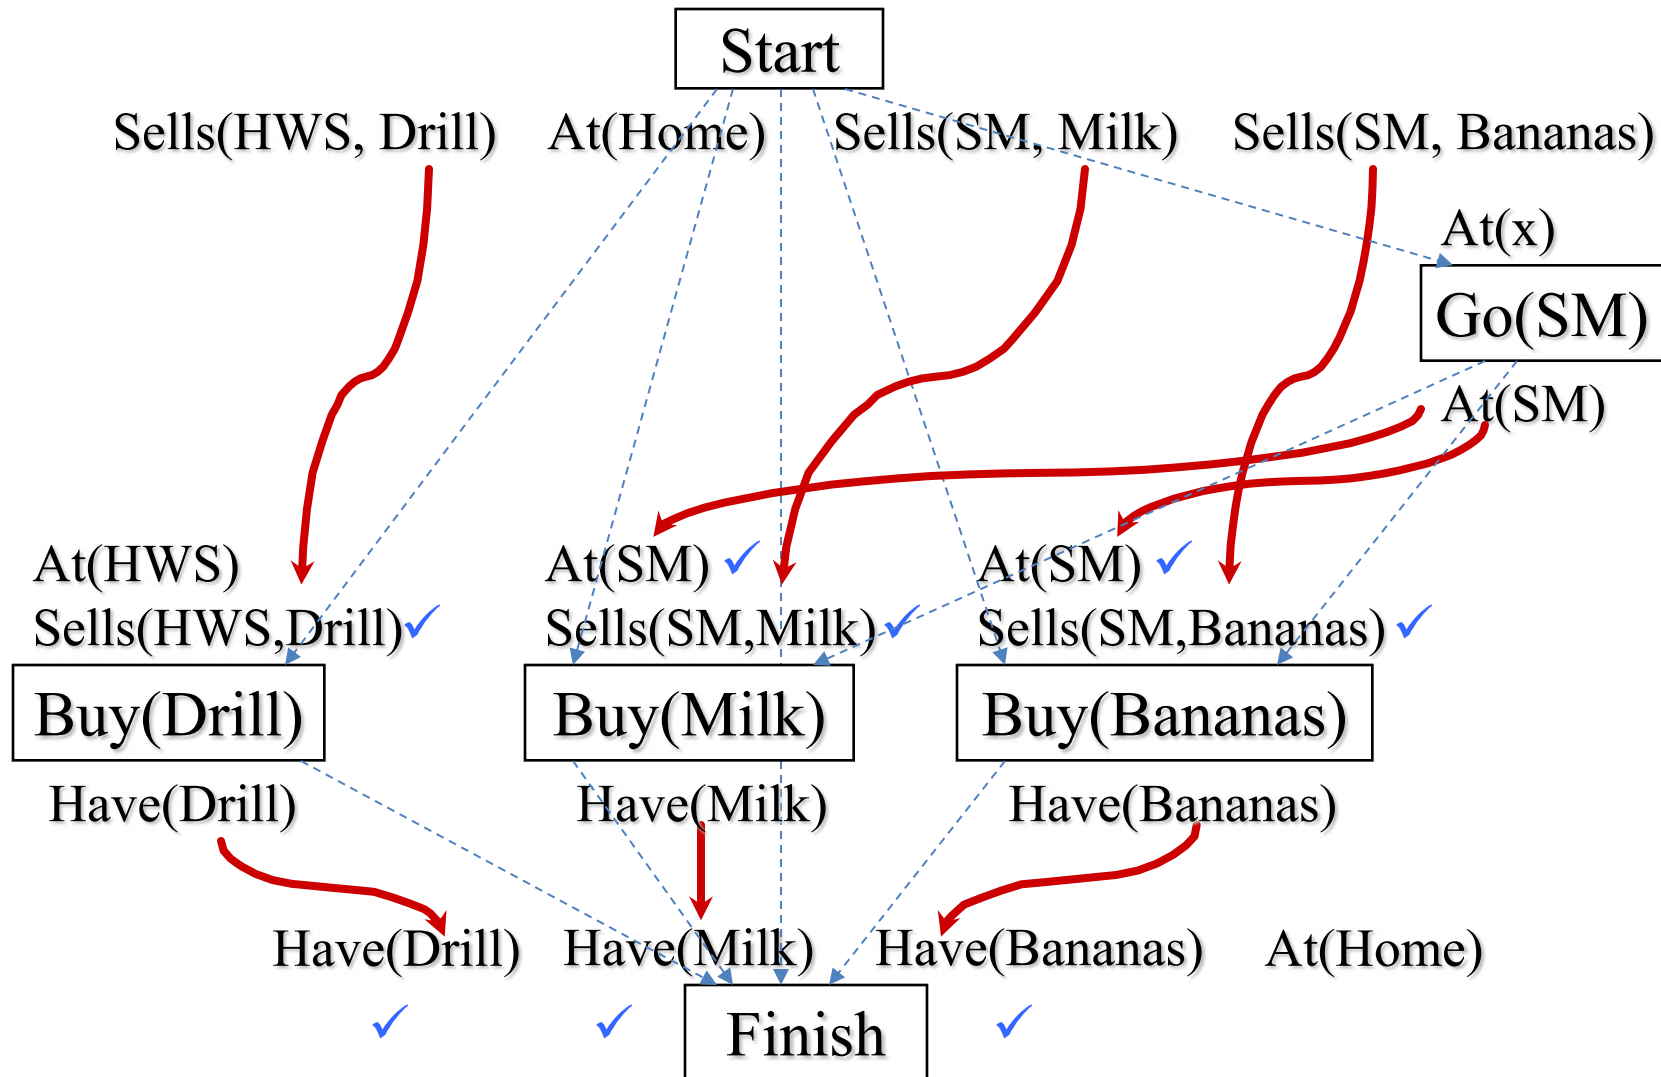 Start
Sells(HWS, Drill) At(Home) Sells(SM, Milk) Sells(SM, Bananas)
At(x)
Go(SM)
At(SM)
At(HWS) At(SM) ✓ At(SM) ✓
Sells(HWS,Drill) ✓ Sells(SM,Milk) ✓ Sells(SM,Bananas) ✓
Buy(Drill) Buy(Milk) Buy(Bananas)
Have(Drill) Have(Milk) Have(Bananas)
Have(Drill) Have(Milk) Have(Bananas) At(Home)
✓ ✓ Finish ✓